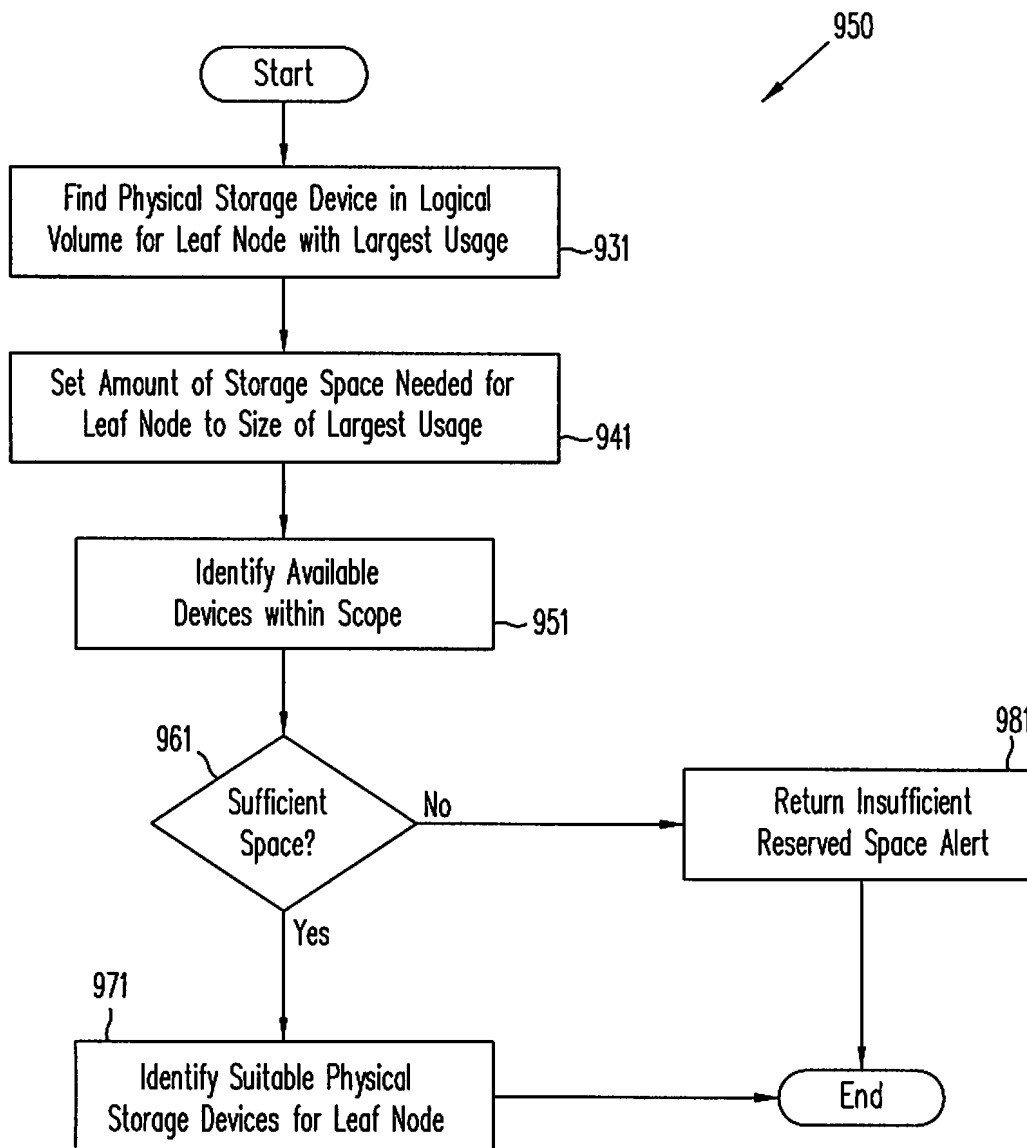 950
Start
Find Physical Storage Device in Logical
Volume for Leaf Node with Largest Usage
931
Set Amount of Storage Space Needed for
Leaf Node to Size of Largest Usage
941
Identify Available
Devices within Scope
951
961
Sufficient
Space?
No
Yes
981
Return Insufficient
Reserved Space Alert
971
Identify Suitable Physical
Storage Devices for Leaf Node
End